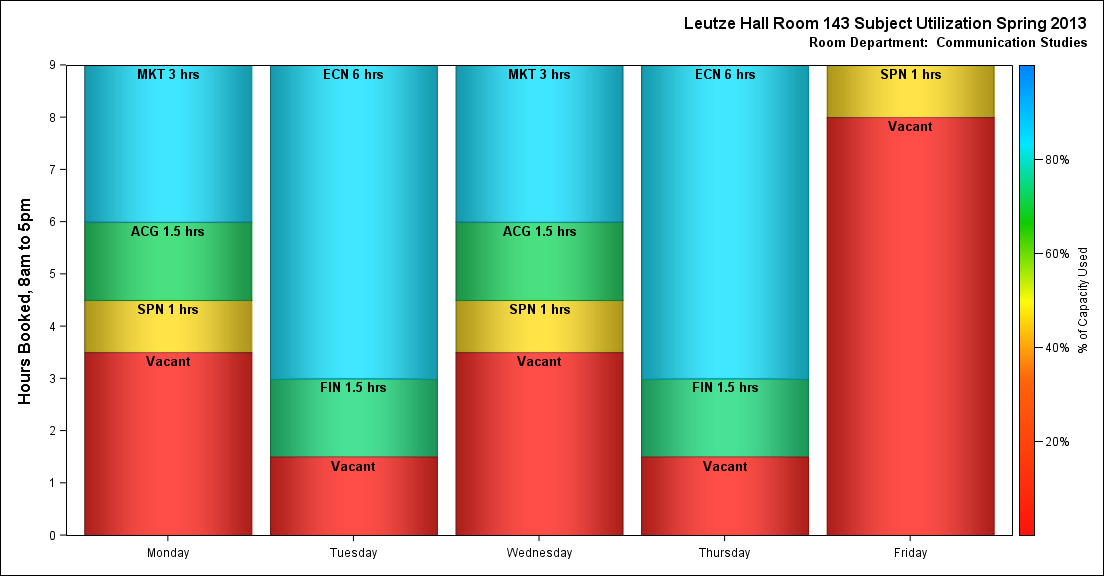 Leutze Hall Room 143 Subject Utilization Spring 2013
Room Department:  Communication Studies
Hours Booked, 8am to 5pm
9
8
7
6
5
4
3
2
1
0
MKT 3 hrs
ACG 1.5 hrs
SPN 1 hrs
Vacant
ECN 6 hrs
FIN 1.5 hrs
Vacant
MKT 3 hrs
ACG 1.5 hrs
SPN 1 hrs
Vacant
ECN 6 hrs
FIN 1.5 hrs
Vacant
SPN 1 hrs
Vacant
Monday
Tuesday
Wednesday
Thursday
Friday
80%
60%
40%
20%
% of Capacity Used